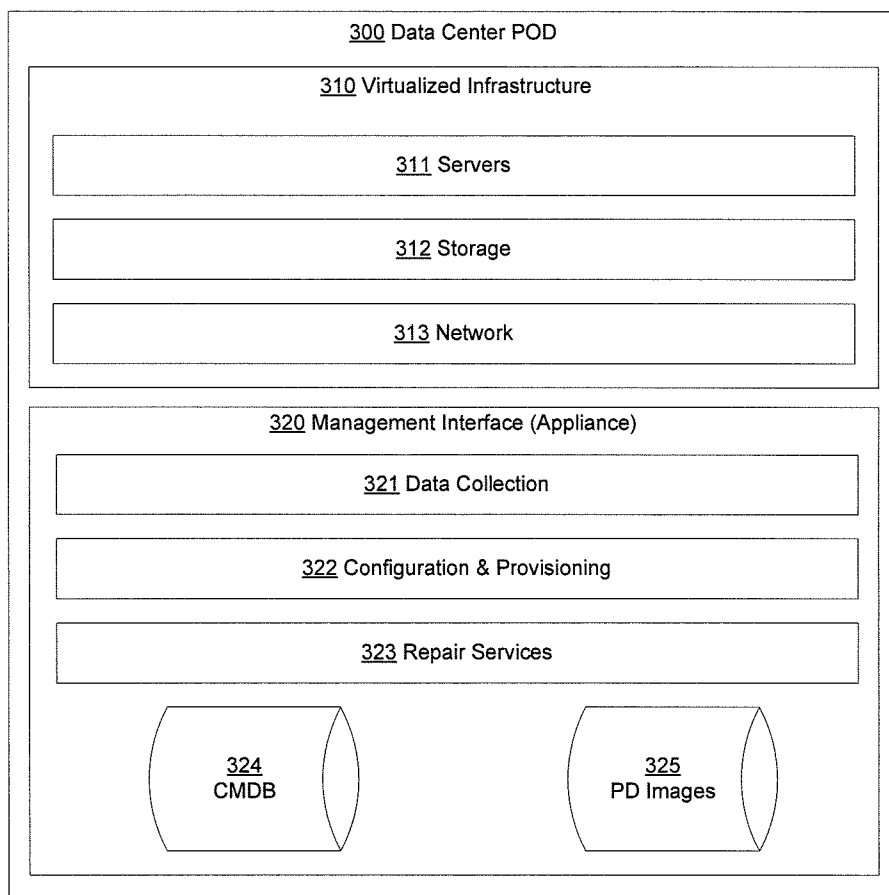 300 Data Center POD
310 Virtualized Infrastructure
311 Servers
312 Storage
313 Network
320 Management Interface (Appliance)
321 Data Collection
322 Configuration & Provisioning
323 Repair Services
324
CMDB
325
PD Images